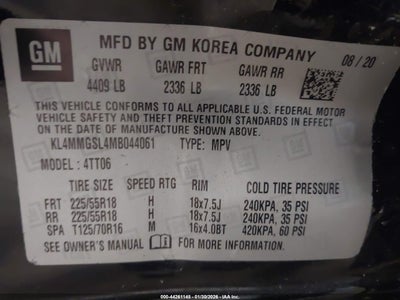 GM
MFD BY GM KOREA COMPANY
08/20
GVWR GAWR FRT GAWR RR
4409 LB 2336 LB 2336 LB
THIS VEHICLE CONFORMS TO ALL APPLICABLE U.S. FEDERAL MOTOR
VEHICLE SAFETY AND THEFT PREVENTION STANDARDS IN EFFECT ON
THE DATE OF MANUFACTURE SHOWN ABOVE.
KL4MMGSL4MB044061 TYPE: MPV
MODEL: 4TT06
TIRE SIZE SPEED RTG RIM COLD TIRE PRESSURE
FRT 225/55R18 H 18x7.5J 240KPA, 35 PSI
RR 225/55R18 H 18x7.5J 240KPA, 35 PSI
SPA T125/70R16 M 16x4.0BT 420KPA, 60 PSI
SEE OWNER'S MANUAL FOR MORE INFORMATION.
000-44261148 - 01/30/2026 - IAA Inc.